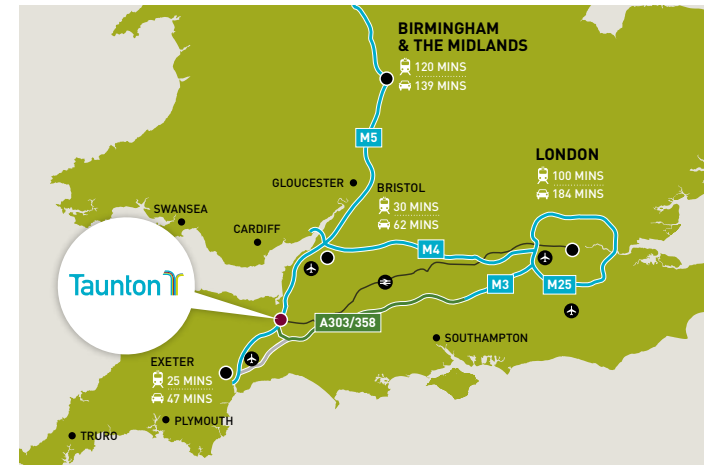 BIRMINGHAM
& THE MIDLANDS
120 MINS
139 MINS
M5
LONDON
100 MINS
184 MINS
GLOUCESTER
BRISTOL
30 MINS
62 MINS
SWANSEA
CARDIFF
M4
Taunton
M3
M25
A303/358
SOUTHAMPTON
EXETER
25 MINS
47 MINS
PLYMOUTH
TRURO